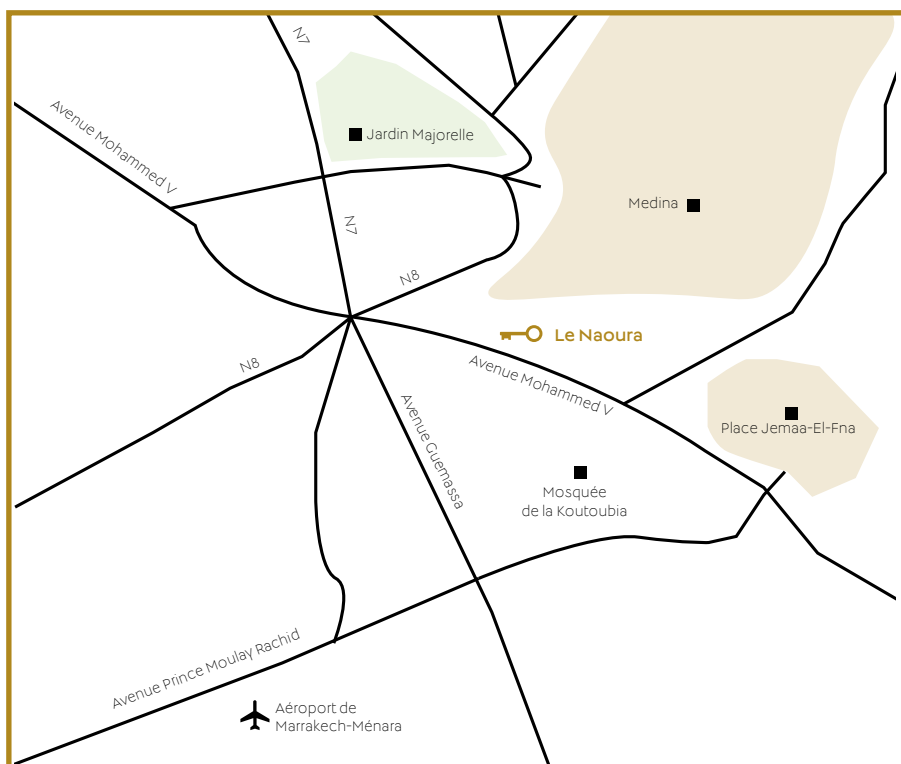 N7
Avenue Mohammed V
Jardin Majorelle
Medina
N7
N8
Le Naoura
N8
Avenue Mohammed V
Avenue Guemassa
Place Jemaa-El-Fna
Mosquée
de la Koutoubia
Avenue Prince Moulay Rachid
Aéroport de
Marrakech-Ménara